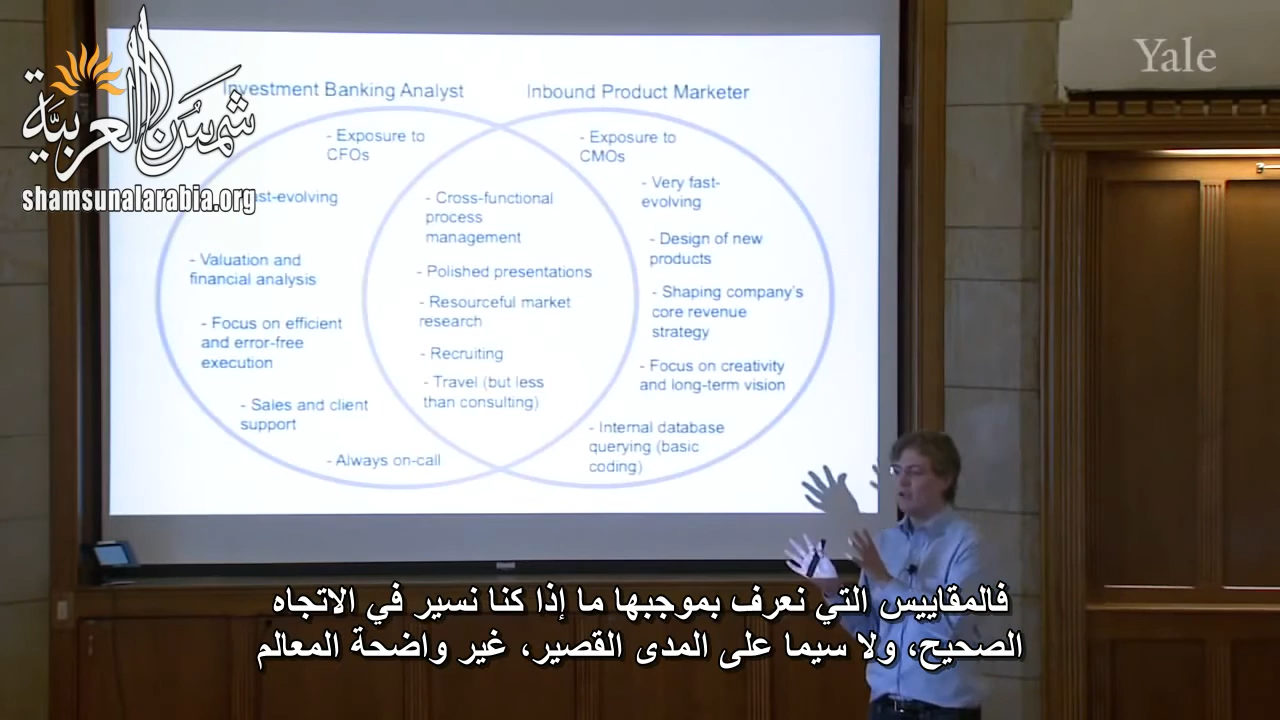 Yale
شمس العربية
shamsunalarabia.org
Investment Banking Analyst
- Exposure to
CFOs
ast-evolving
- Valuation and
financial analysis
- Focus on efficient
and error-free
execution
- Sales and client
support
- Always on-call
- Cross-functional
process
management
- Polished presentations
- Resourceful market
research
- Recruiting
- Travel (but less
than consulting)
Inbound Product Marketer
- Exposure to
CMOs
- Very fast-
evolving
- Design of new
products
- Shaping company's
core revenue
strategy
- Focus on creativity
and long-term vision
- Internal database
querying (basic
coding)
فالمقاييس التي نعرف بموجبها ما إذا كنا نسير في الاتجاه
الصحيح، ولا سيما على المدى القصير، غير واضحة المعالم